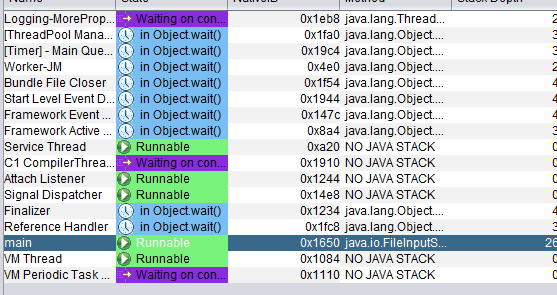 Name State NativeID Method Stack Depth
Logging-MoreProp... Waiting on con... 0x1eb8 java.lang.Thread... 2
[ThreadPool Mana... in Object.wait() 0x1fa0 java.lang.Object.... 3
[Timer] - Main Que... in Object.wait() 0x19c4 java.lang.Object.... 3
Worker-JM in Object.wait() 0x4e0 java.lang.Object.... 2
Bundle File Closer in Object.wait() 0x1f54 java.lang.Object.... 4
Start Level Event D... in Object.wait() 0x1944 java.lang.Object.... 4
Framework Event ... in Object.wait() 0x147c java.lang.Object.... 4
Framework Active ... in Object.wait() 0x8a4 java.lang.Object.... 3
Service Thread Runnable 0xa20 NO JAVA STACK 0
C1 CompilerThrea... Waiting on con... 0x1910 NO JAVA STACK 0
Attach Listener Runnable 0x1244 NO JAVA STACK 0
Signal Dispatcher Runnable 0x14e8 NO JAVA STACK 0
Finalizer in Object.wait() 0x1234 java.lang.Object.... 3
Reference Handler in Object.wait() 0x1fc8 java.lang.Object.... 3
main Runnable 0x1650 java.io.FileInputS... 26
VM Thread Runnable 0x1084 NO JAVA STACK 0
VM Periodic Task ... Waiting on con... 0x1110 NO JAVA STACK 0